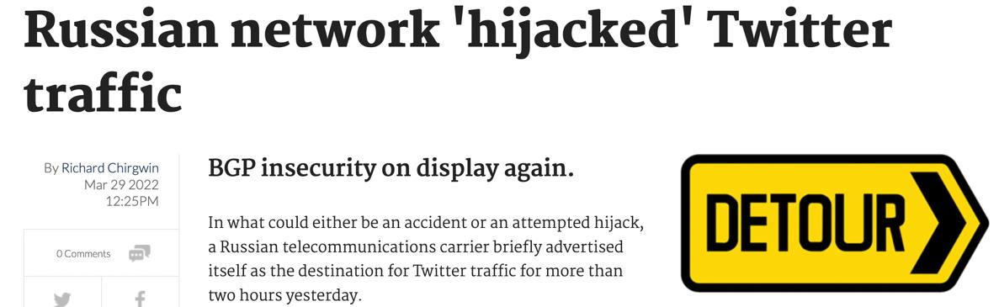 Russian network 'hijacked' Twitter
traffic
By Richard Chirgwin
Mar 29 2022
12:25PM
0 Comments
BGP insecurity on display again.
In what could either be an accident or an attempted hijack,
a Russian telecommunications carrier briefly advertised
itself as the destination for Twitter traffic for more than
two hours yesterday.
DETOUR